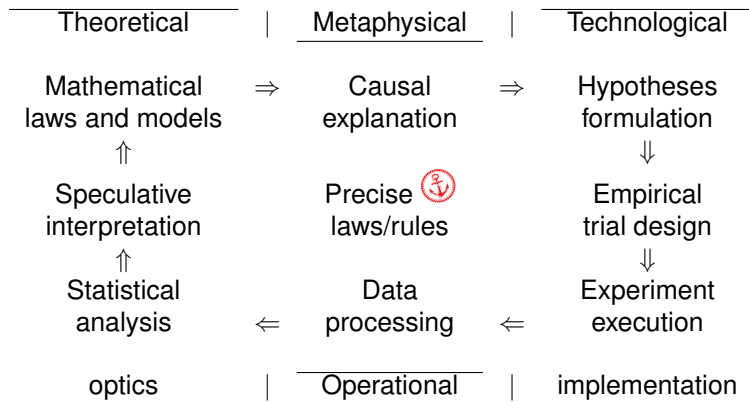 Theoretical | Metaphysical | Technological
Mathematical ⇒ Causal ⇒ Hypotheses
laws and models explanation formulation
⇑ ⇓
Speculative Precise Empirical
interpretation laws/rules trial design
⇑ ⇓
Statistical Data Experiment
analysis ⇐ processing ⇐ execution
optics | Operational | implementation